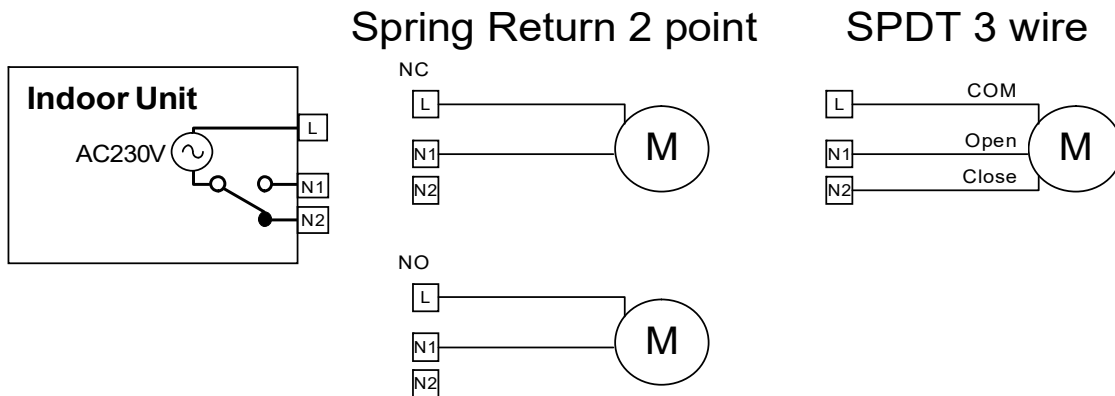 Spring Return 2 point
SPDT 3 wire
Indoor Unit
AC230V
L
N1
N2
NC
L
N1
N2
M
NO
L
N1
N2
M
L
N1
N2
COM
Open
Close
M